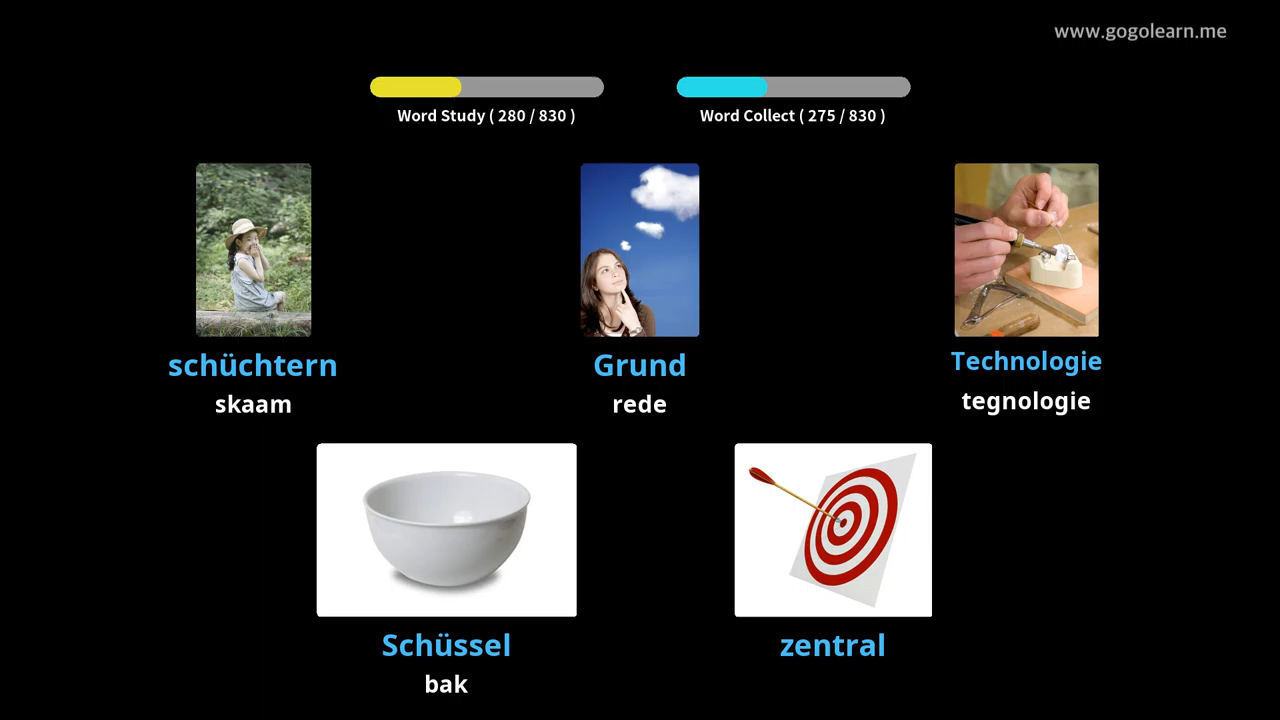 www.gogolearn.me
Word Study ( 280 / 830 )
Word Collect ( 275 / 830 )
schüchtern
skaam
Grund
rede
Technologie
tegnologie
Schüssel
bak
zentral